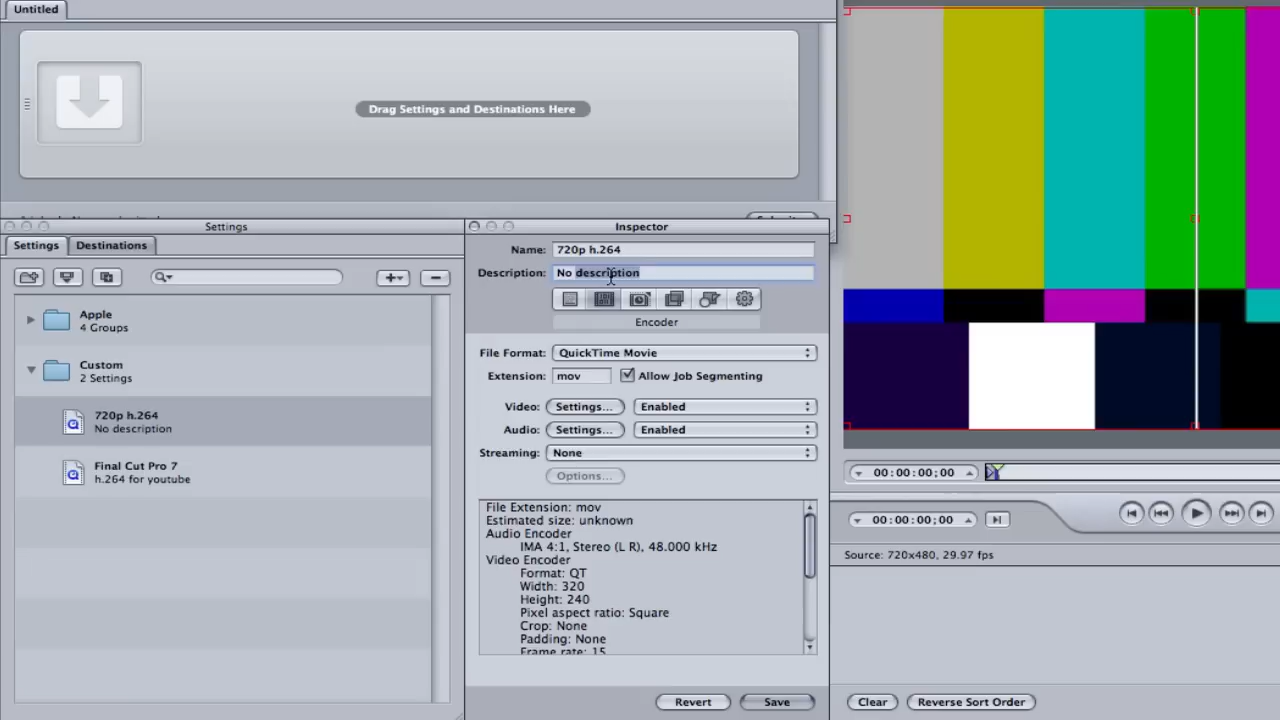 Untitled
Drag Settings and Destinations Here
Settings
Inspector
Settings
Destinations
Name:
720p h.264
Description:
No description
Encoder
Apple
4 Groups
Custom
2 Settings
720p h.264
No description
Final Cut Pro 7
h.264 for youtube
File Format:
QuickTime Movie
Extension:
mov
Allow Job Segmenting
Video:
Settings...
Enabled
Audio:
Settings...
Enabled
Streaming:
None
Options...
File Extension: mov
Estimated size: unknown
Audio Encoder
IMA 4:1, Stereo (L R), 48.000 kHz
Video Encoder
Format: QT
Width: 320
Height: 240
Pixel aspect ratio: Square
Crop: None
Padding: None
Frame rate: 15
Revert
Save
00:00:00;00
00:00:00;00
Source: 720x480, 29.97 fps
Clear
Reverse Sort Order